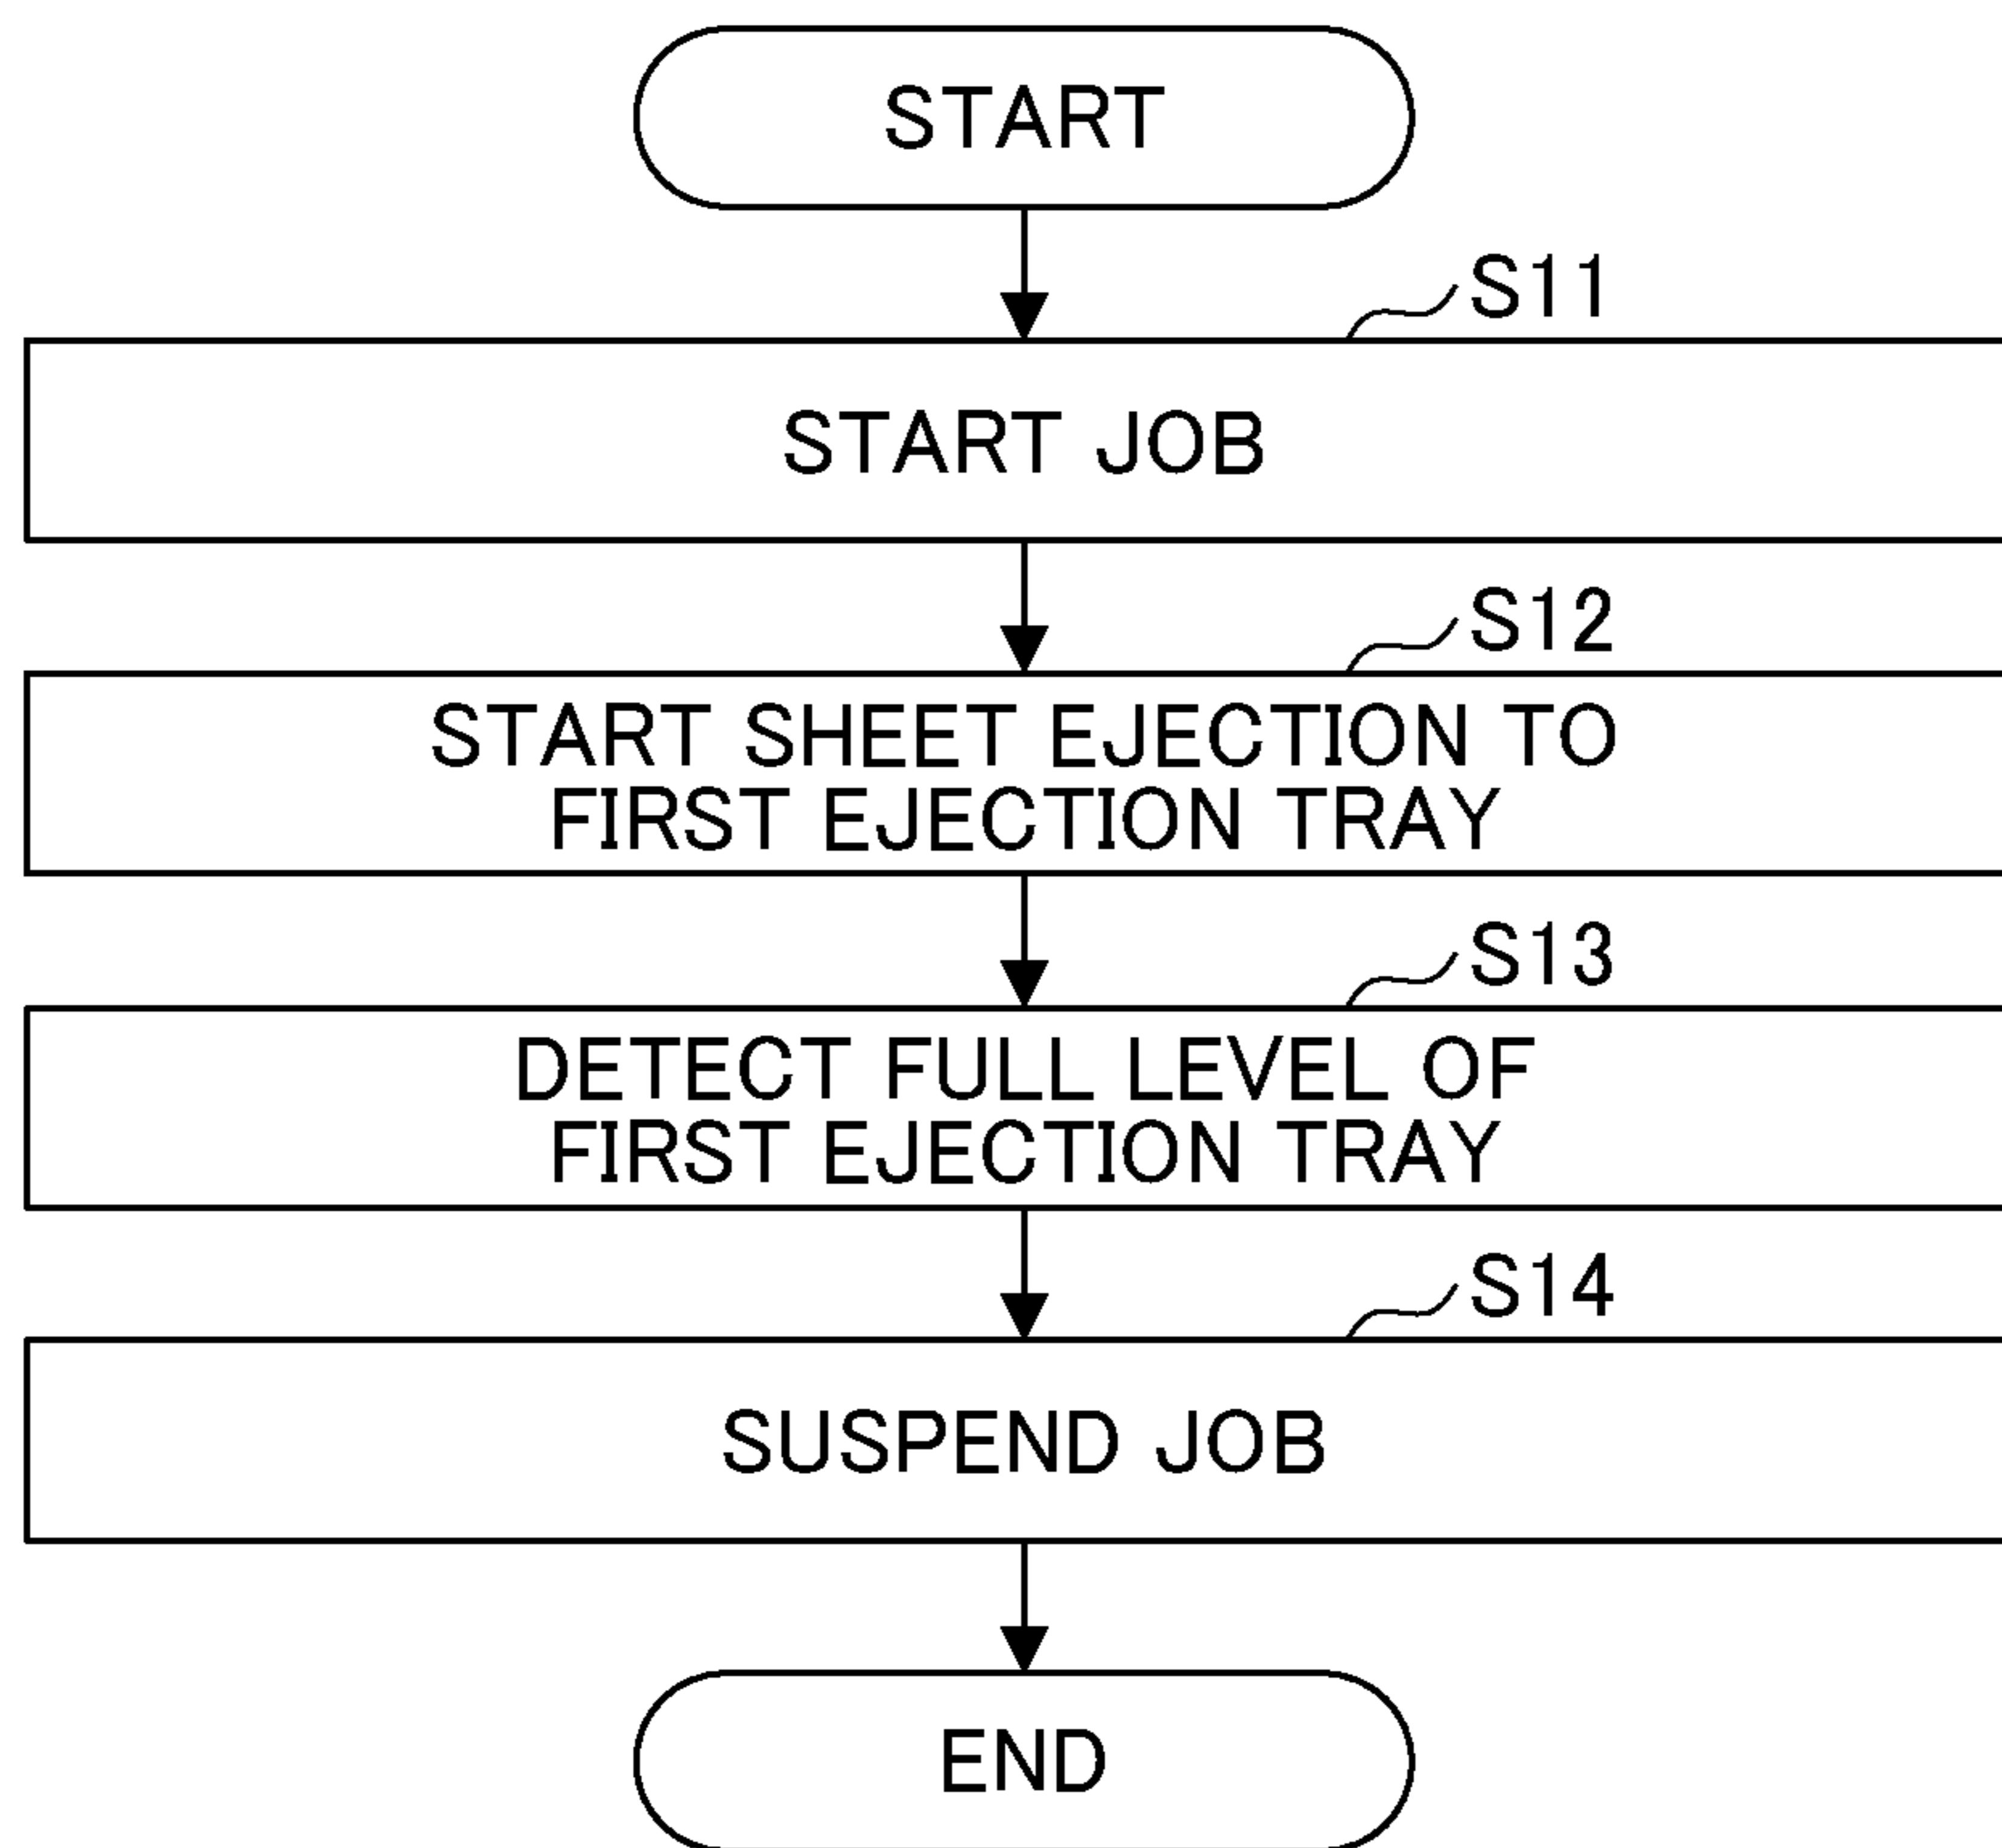 START
S11
START JOB
S12
START SHEET EJECTION TO
FIRST EJECTION TRAY
S13
DETECT FULL LEVEL OF
FIRST EJECTION TRAY
S14
SUSPEND JOB
END